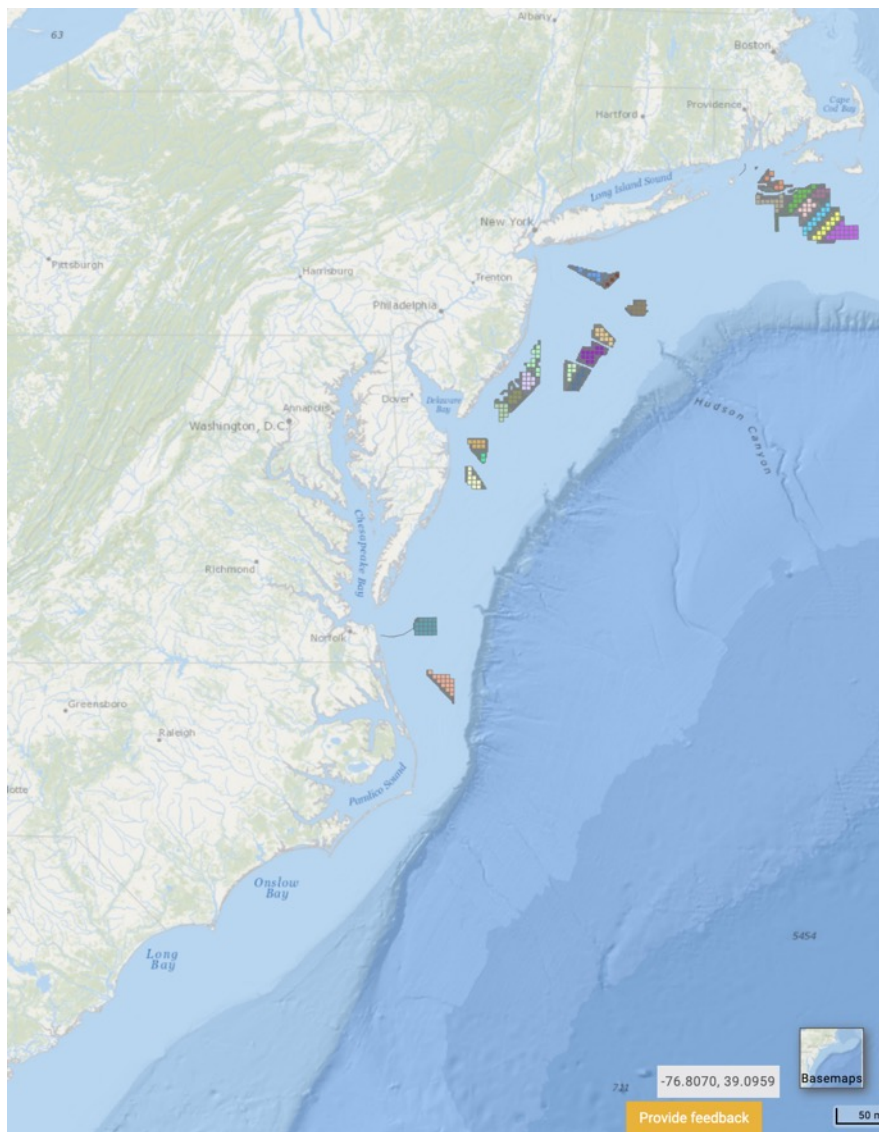 63
Albany
Boston
Cape
Cod Bay
Providence
Hartford
Long Island Sound
New York
Pittsburgh
Harrisburg
Trenton
Philadelphia
Hudson Canyon
Dover
Delaware
Bay
Annapolis
Washington, D.C.
Chesapeake Bay
Richmond
Norfolk
Greensboro
Raleigh
lotte
Pamlico Sound
Onslow
Bay
Long
Bay
5454
Basemaps
-76.8070, 39.0959
Provide feedback
50